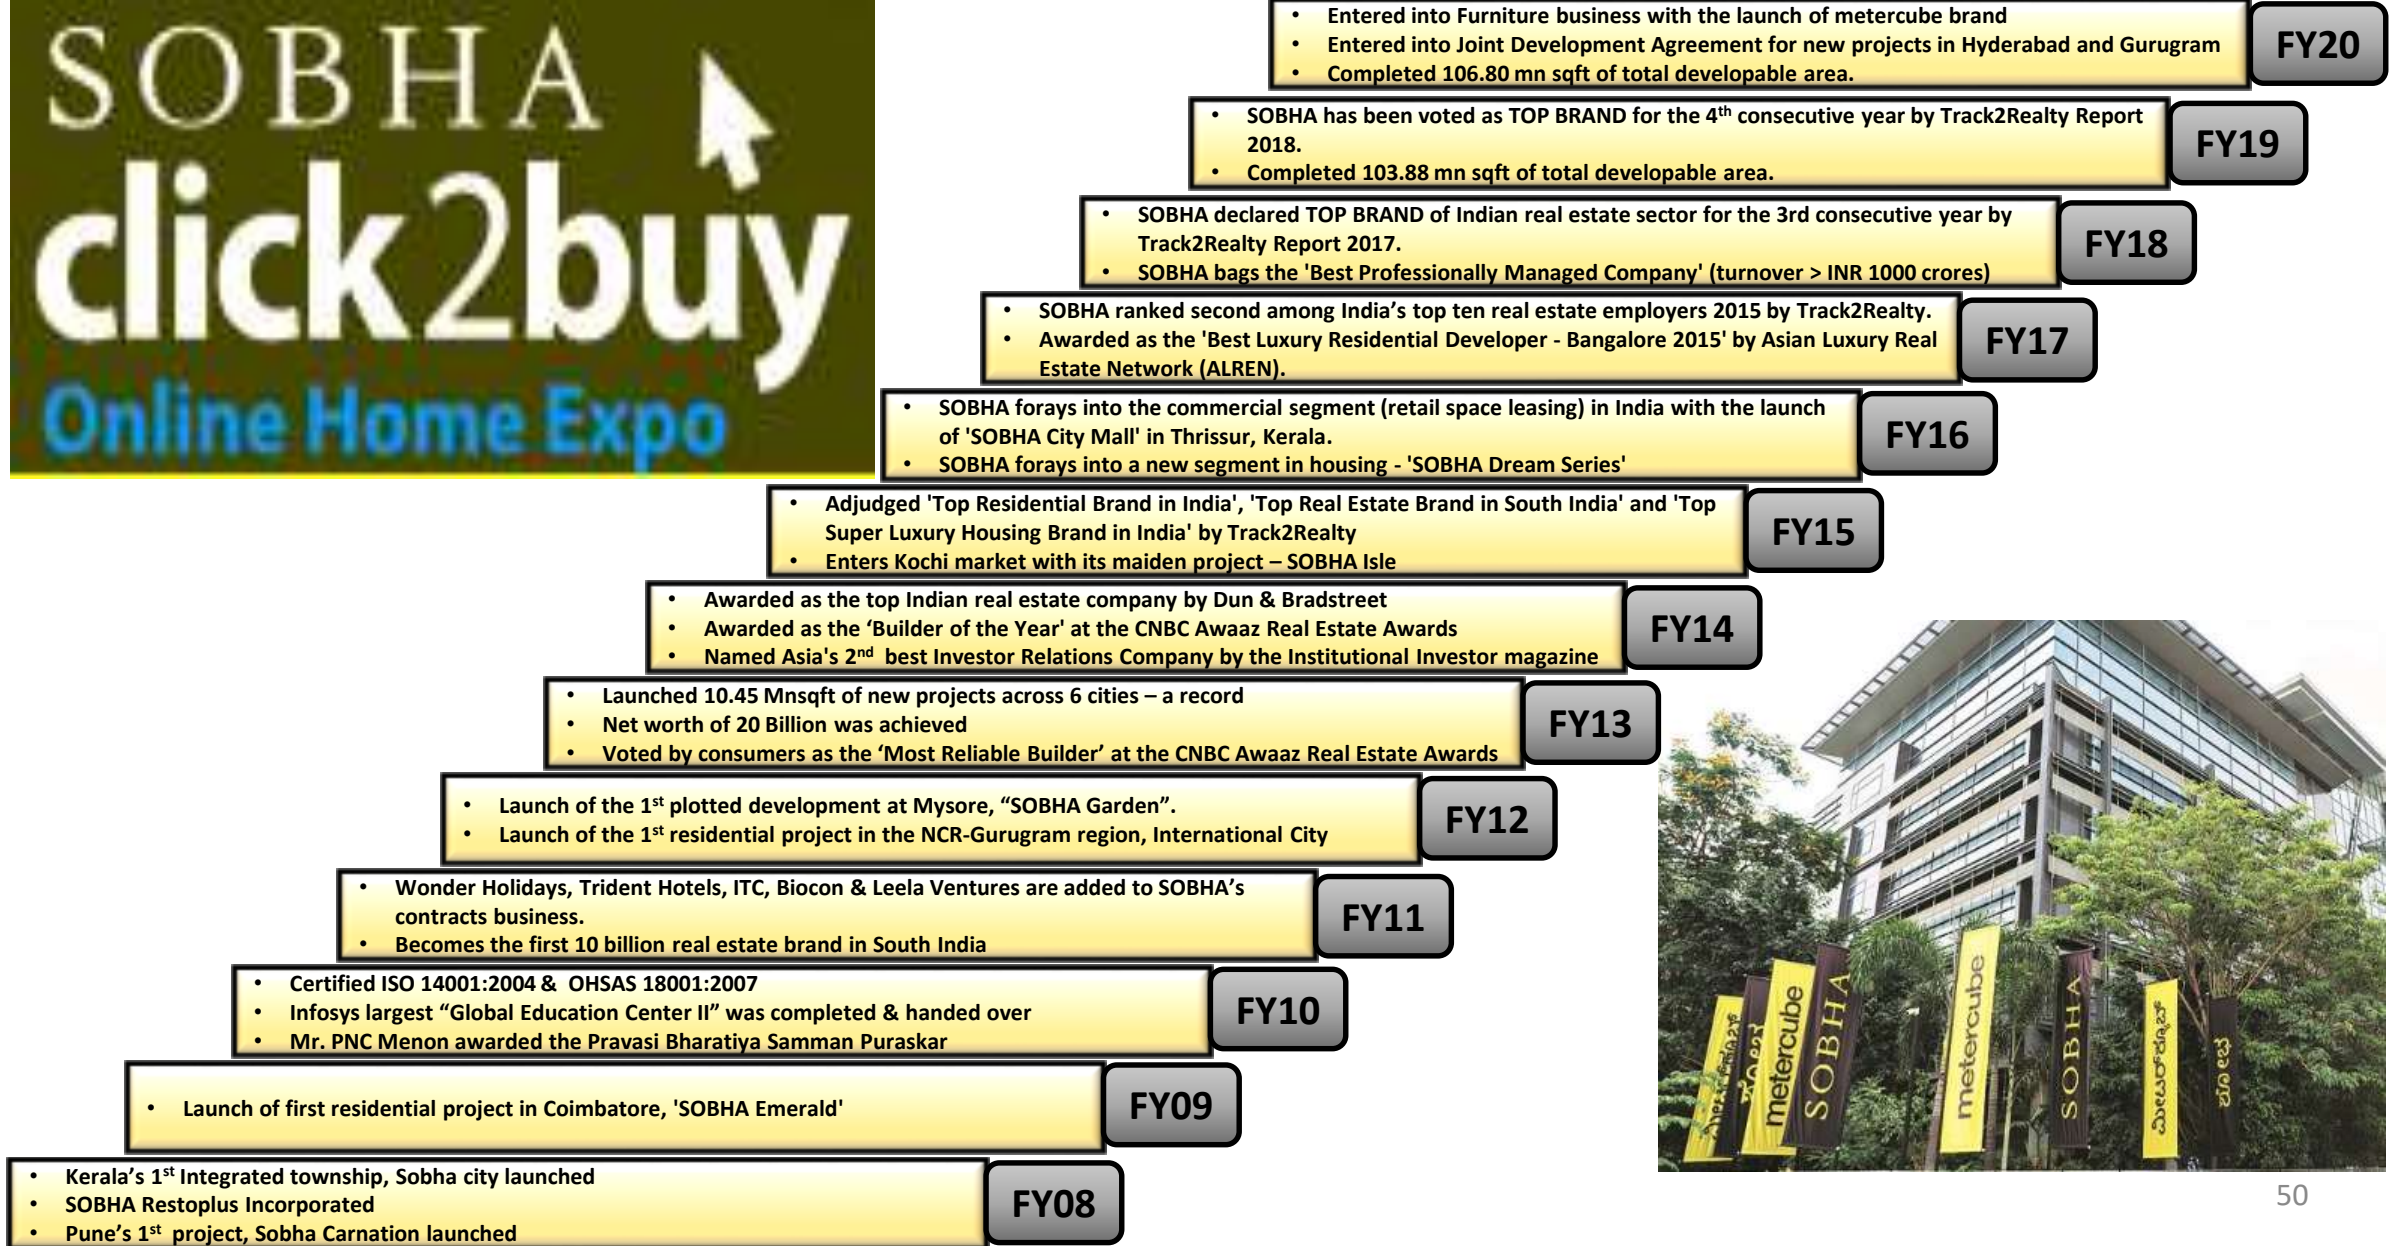 SOBHA
click2buy
Online Home Expo
• Entered into Furniture business with the launch of metercube brand
• Entered into Joint Development Agreement for new projects in Hyderabad and Gurugram
• Completed 106.80 mn sqft of total developable area.
FY20
• SOBHA has been voted as TOP BRAND for the 4th consecutive year by Track2Realty Report
2018.
• Completed 103.88 mn sqft of total developable area.
FY19
• SOBHA declared TOP BRAND of Indian real estate sector for the 3rd consecutive year by
Track2Realty Report 2017.
• SOBHA bags the 'Best Professionally Managed Company' (turnover > INR 1000 crores)
FY18
• SOBHA ranked second among India’s top ten real estate employers 2015 by Track2Realty.
• Awarded as the 'Best Luxury Residential Developer - Bangalore 2015' by Asian Luxury Real
Estate Network (ALREN).
FY17
• SOBHA forays into the commercial segment (retail space leasing) in India with the launch
of 'SOBHA City Mall' in Thrissur, Kerala.
• SOBHA forays into a new segment in housing - 'SOBHA Dream Series'
FY16
• Adjudged 'Top Residential Brand in India', 'Top Real Estate Brand in South India' and 'Top
Super Luxury Housing Brand in India' by Track2Realty
• Enters Kochi market with its maiden project – SOBHA Isle
FY15
• Awarded as the top Indian real estate company by Dun & Bradstreet
• Awarded as the ‘Builder of the Year' at the CNBC Awaaz Real Estate Awards
• Named Asia's 2nd best Investor Relations Company by the Institutional Investor magazine
FY14
• Launched 10.45 Mnsqft of new projects across 6 cities – a record
• Net worth of 20 Billion was achieved
• Voted by consumers as the ‘Most Reliable Builder’ at the CNBC Awaaz Real Estate Awards
FY13
• Launch of the 1st plotted development at Mysore, “SOBHA Garden”.
• Launch of the 1st residential project in the NCR-Gurugram region, International City
FY12
• Wonder Holidays, Trident Hotels, ITC, Biocon & Leela Ventures are added to SOBHA’s
contracts business.
• Becomes the first 10 billion real estate brand in South India
FY11
• Certified ISO 14001:2004 & OHSAS 18001:2007
• Infosys largest “Global Education Center II” was completed & handed over
• Mr. PNC Menon awarded the Pravasi Bharatiya Samman Puraskar
FY10
• Launch of first residential project in Coimbatore, 'SOBHA Emerald'
FY09
• Kerala’s 1st Integrated township, Sobha city launched
• SOBHA Restoplus Incorporated
• Pune’s 1st project, Sobha Carnation launched
FY08
metercube
SOBHA
metercube
SOBHA
ಮೀಟರ್‌ಕ್ಯೂಬ್
ಶೋಭ
50